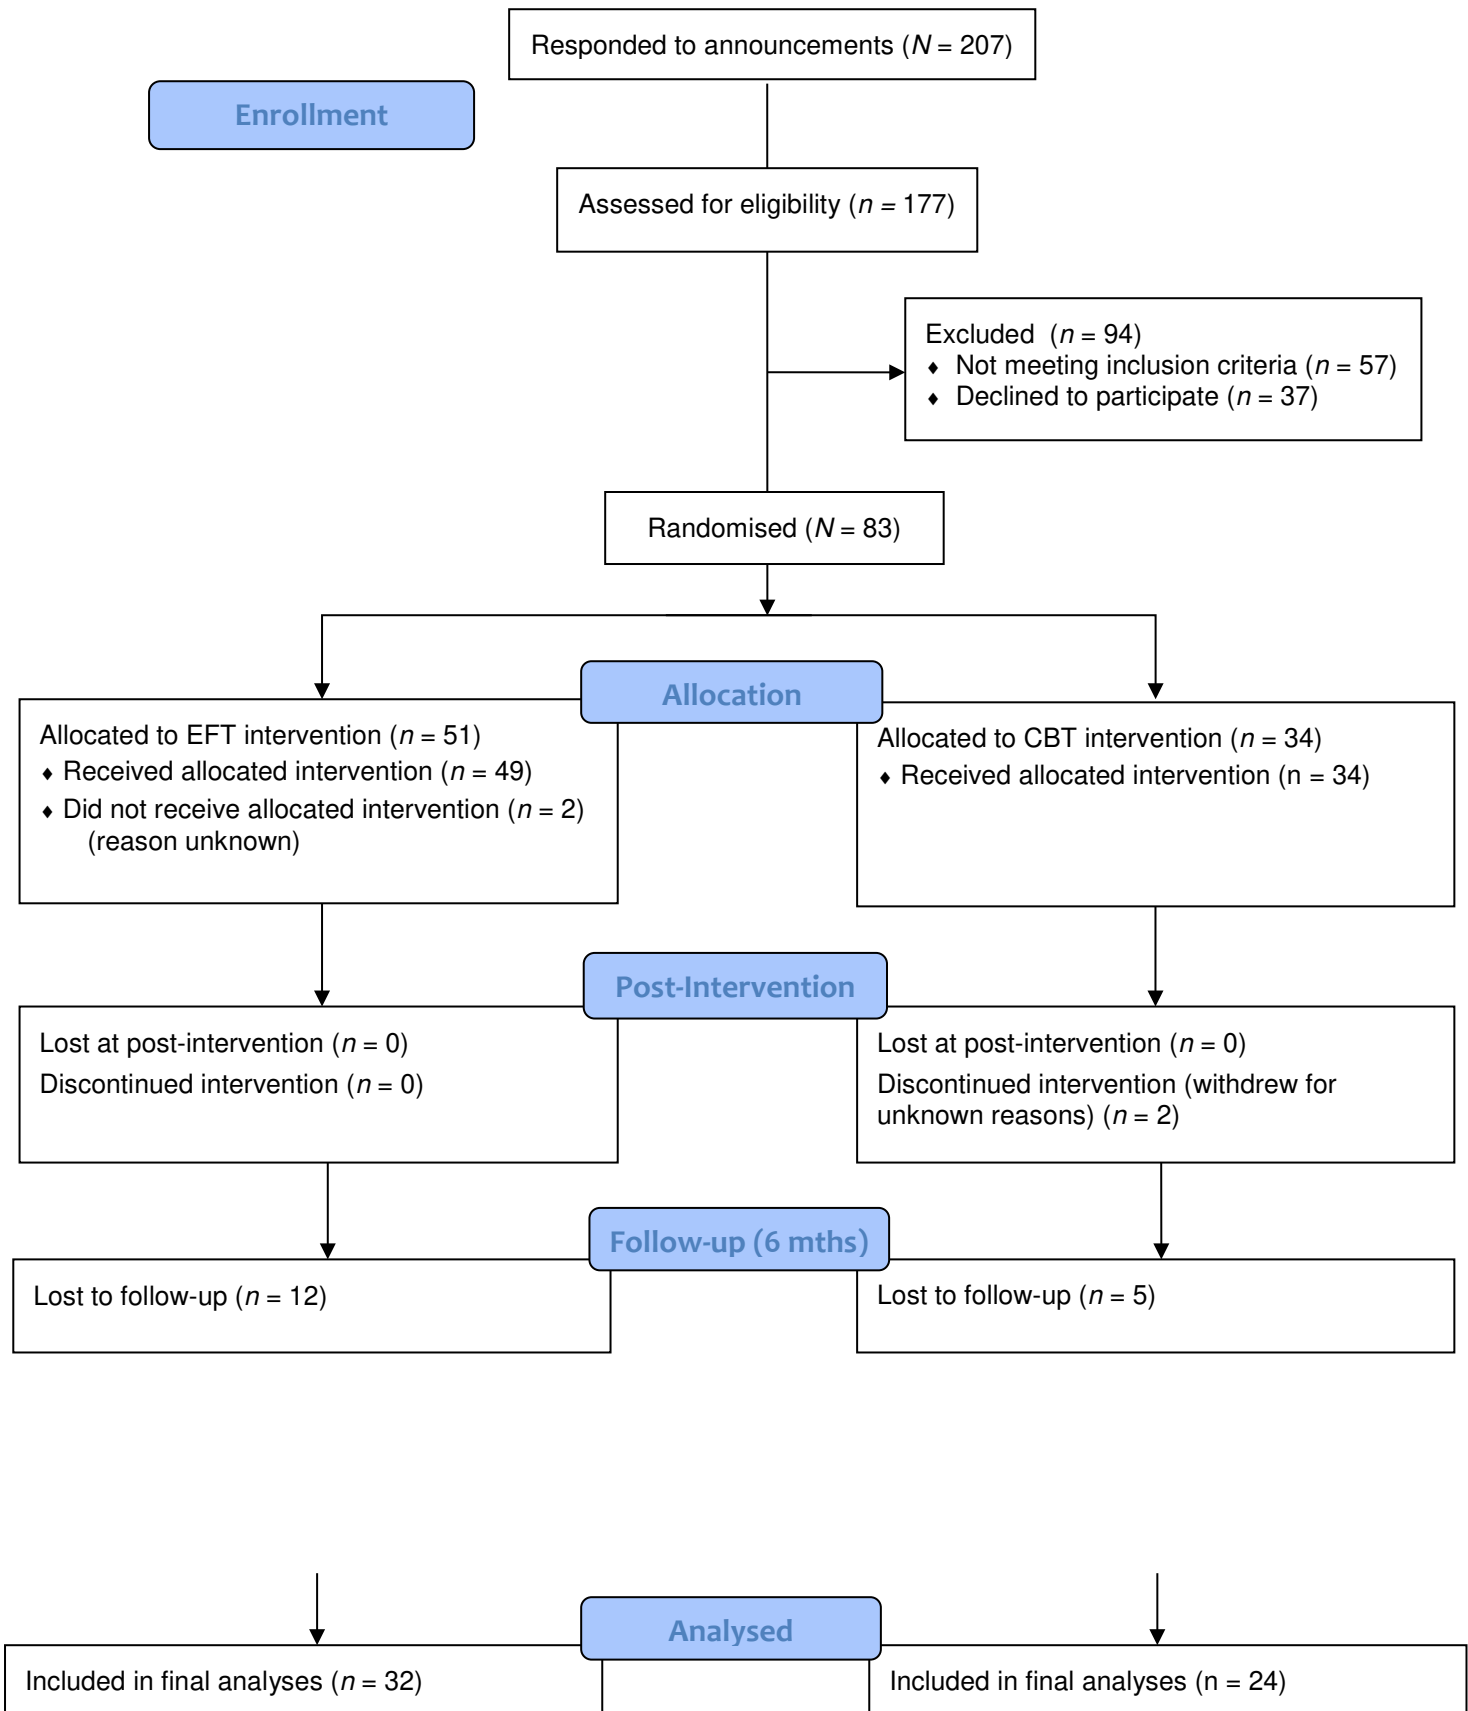 Responded to announcements (N = 207)
Enrollment
Assessed for eligibility (n = 177)
Excluded (n = 94)
♦ Not meeting inclusion criteria (n = 57)
♦ Declined to participate (n = 37)
Randomised (N = 83)
Allocation
Allocated to EFT intervention (n = 51)
♦ Received allocated intervention (n = 49)
♦ Did not receive allocated intervention (n = 2)
(reason unknown)
Allocated to CBT intervention (n = 34)
♦ Received allocated intervention (n = 34)
Post-Intervention
Lost at post-intervention (n = 0)
Discontinued intervention (n = 0)
Lost at post-intervention (n = 0)
Discontinued intervention (withdrew for
unknown reasons) (n = 2)
Follow-up (6 mths)
Lost to follow-up (n = 12)
Lost to follow-up (n = 5)
Analysed
Included in final analyses (n = 32)
Included in final analyses (n = 24)